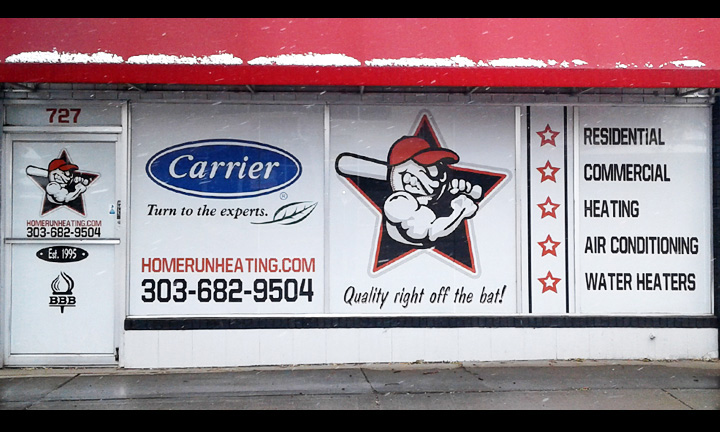 727
HOMERUNHEATING.COM
303-682-9504
Est. 1995
BBB
Carrier
®
Turn to the experts.
HOMERUNHEATING.COM
303-682-9504
Quality right off the bat!
RESIDENTIAL
COMMERCIAL
HEATING
AIR CONDITIONING
WATER HEATERS